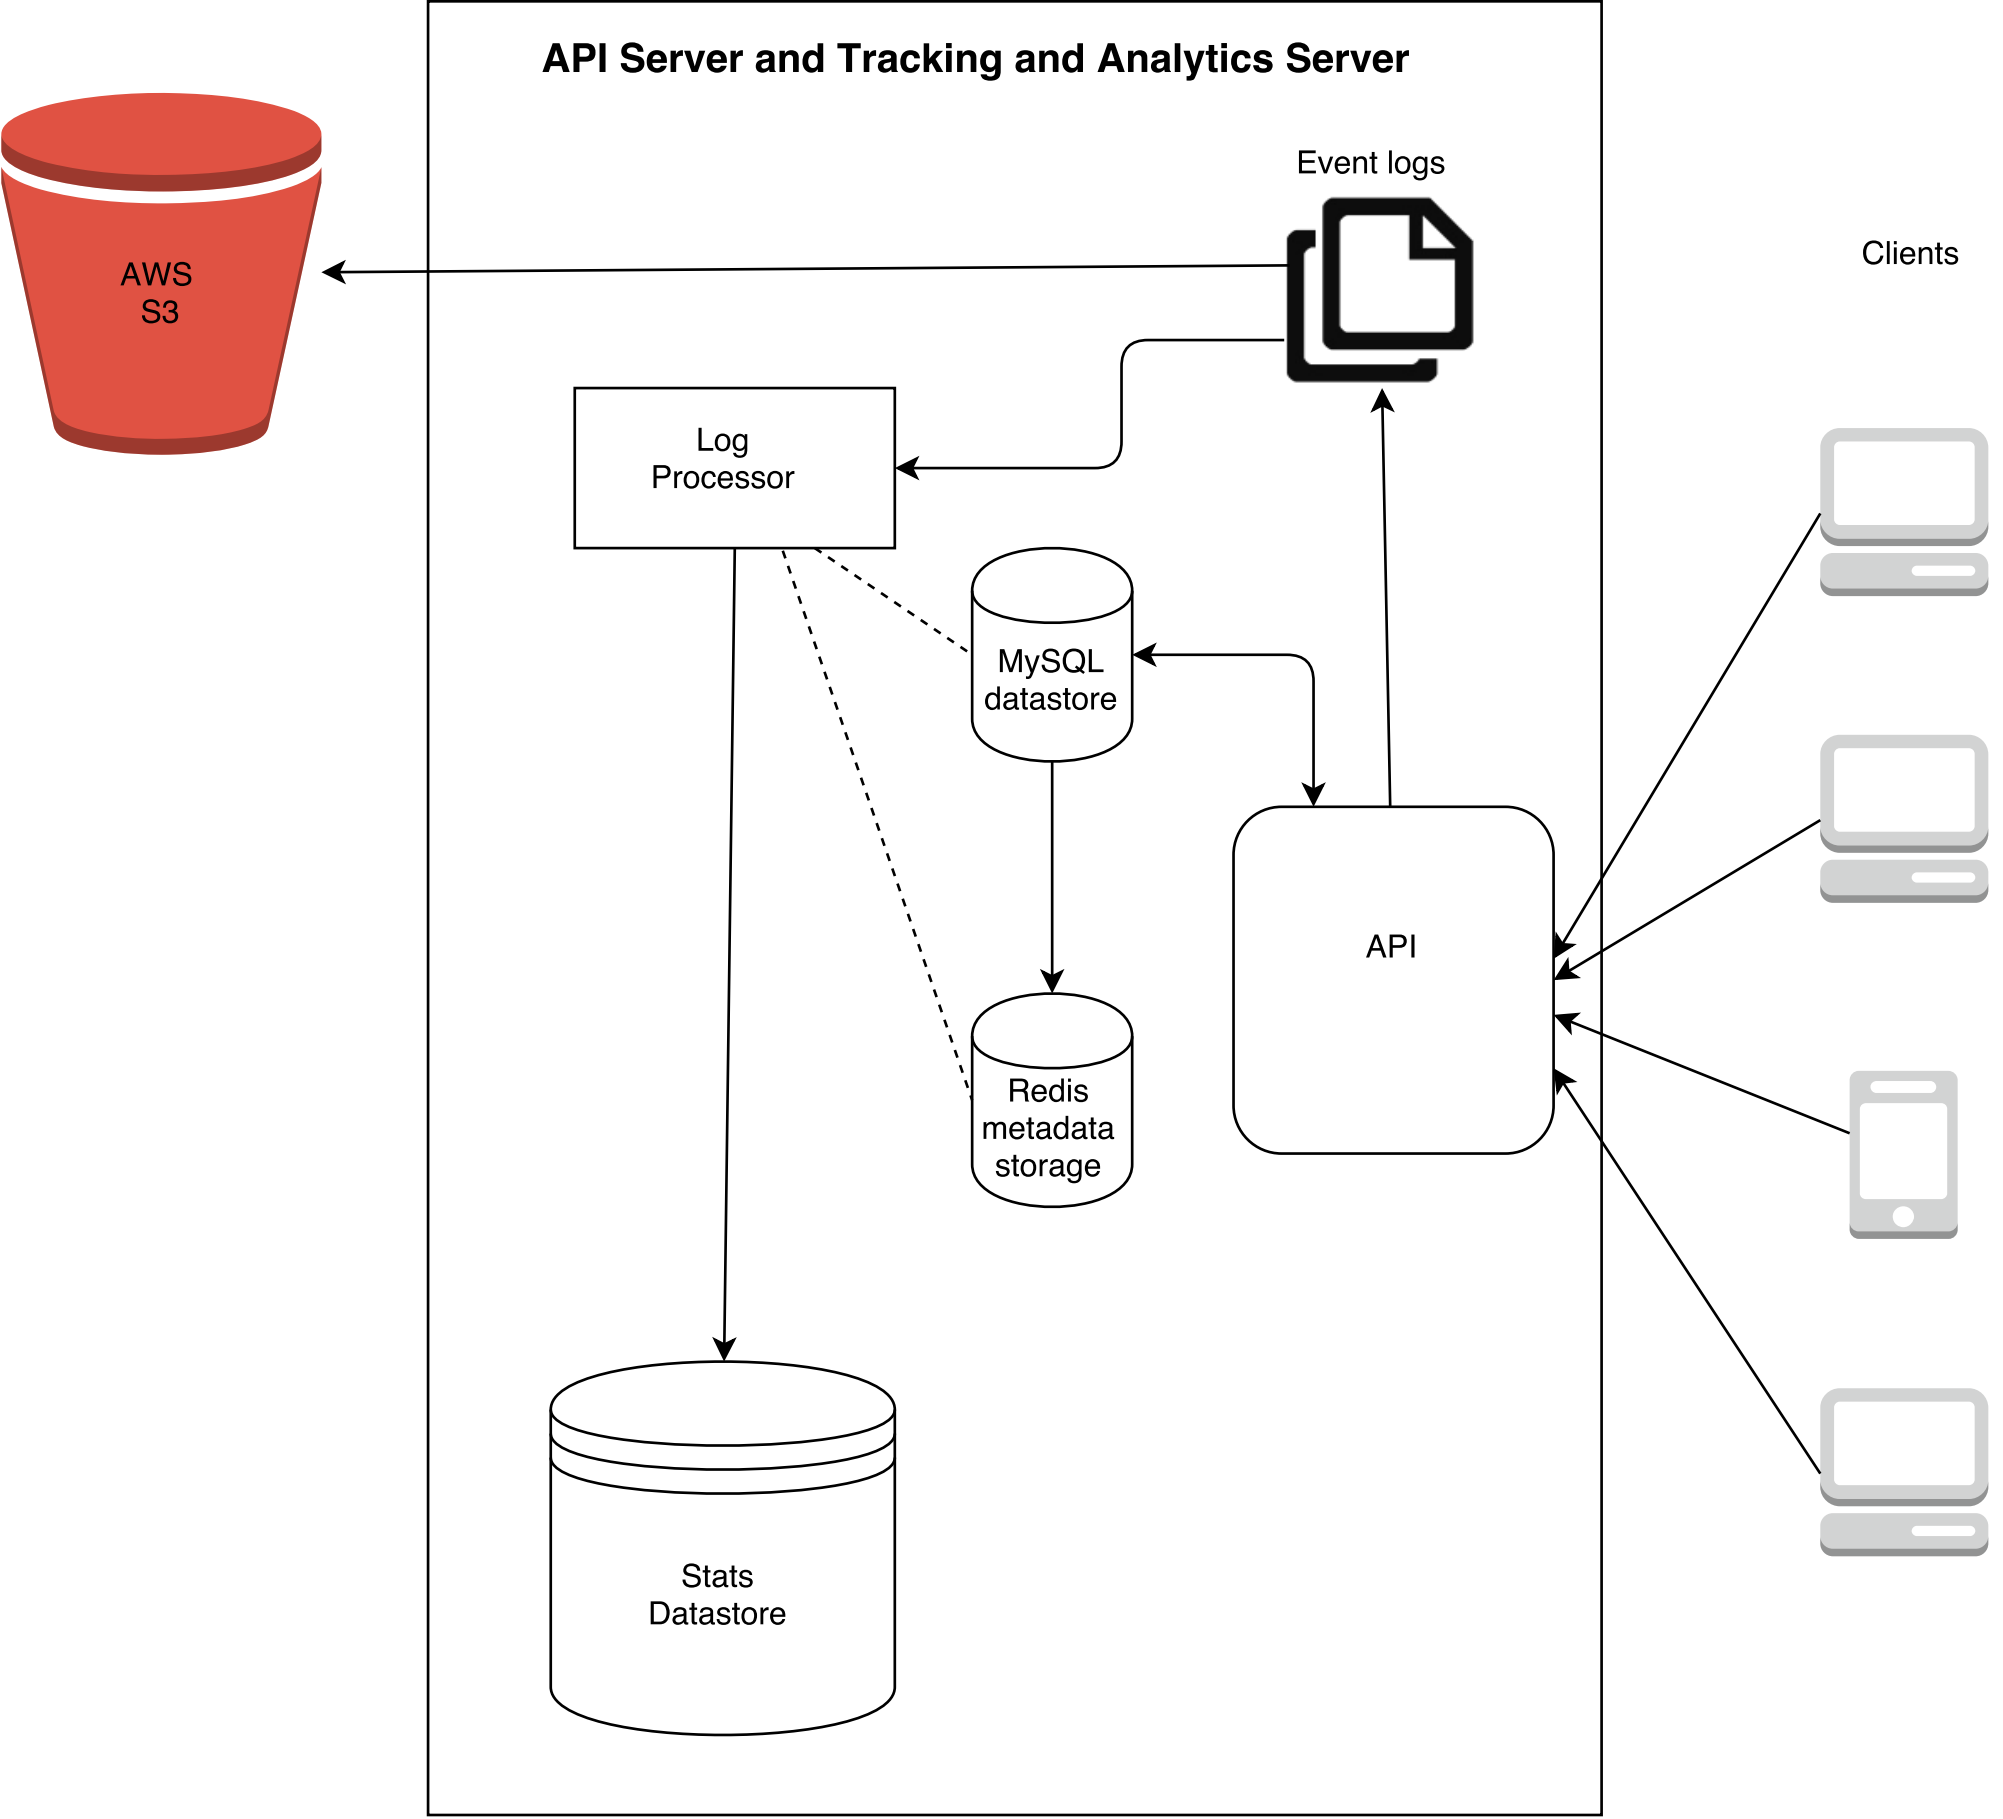 API Server and Tracking and Analytics Server
Event logs
Clients
AWS
S3
Log
Processor
MySQL
datastore
API
Redis
metadata
storage
Stats
Datastore